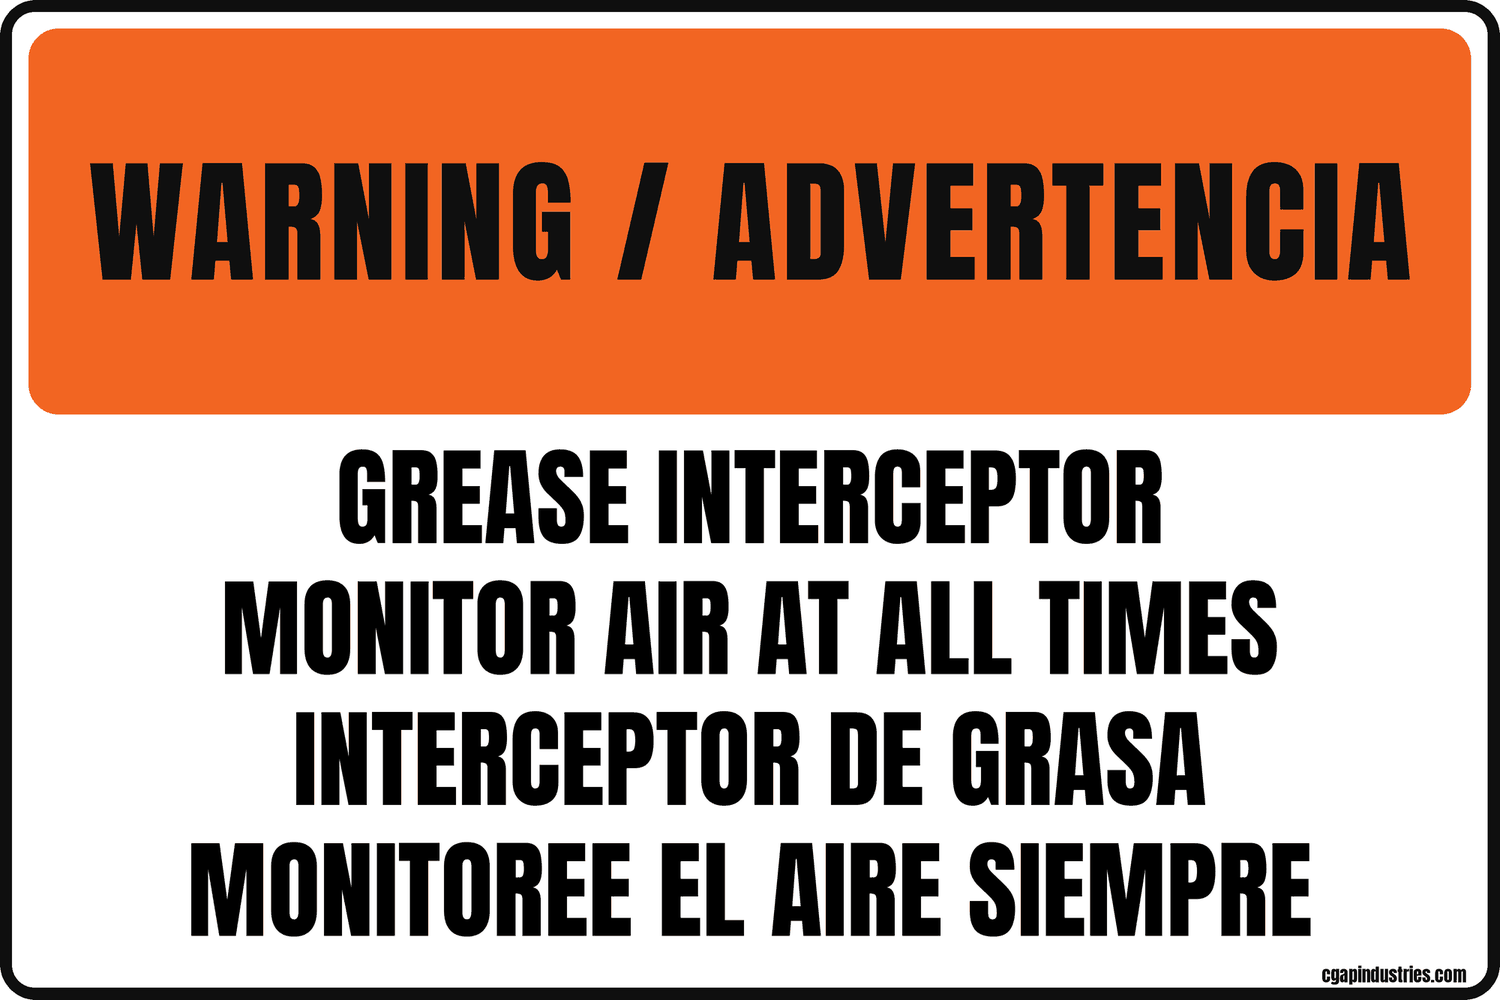 WARNING / ADVERTENCIA
GREASE INTERCEPTOR
MONITOR AIR AT ALL TIMES
INTERCEPTOR DE GRASA
MONITOREE EL AIRE SIEMPRE
cgapindustries.com